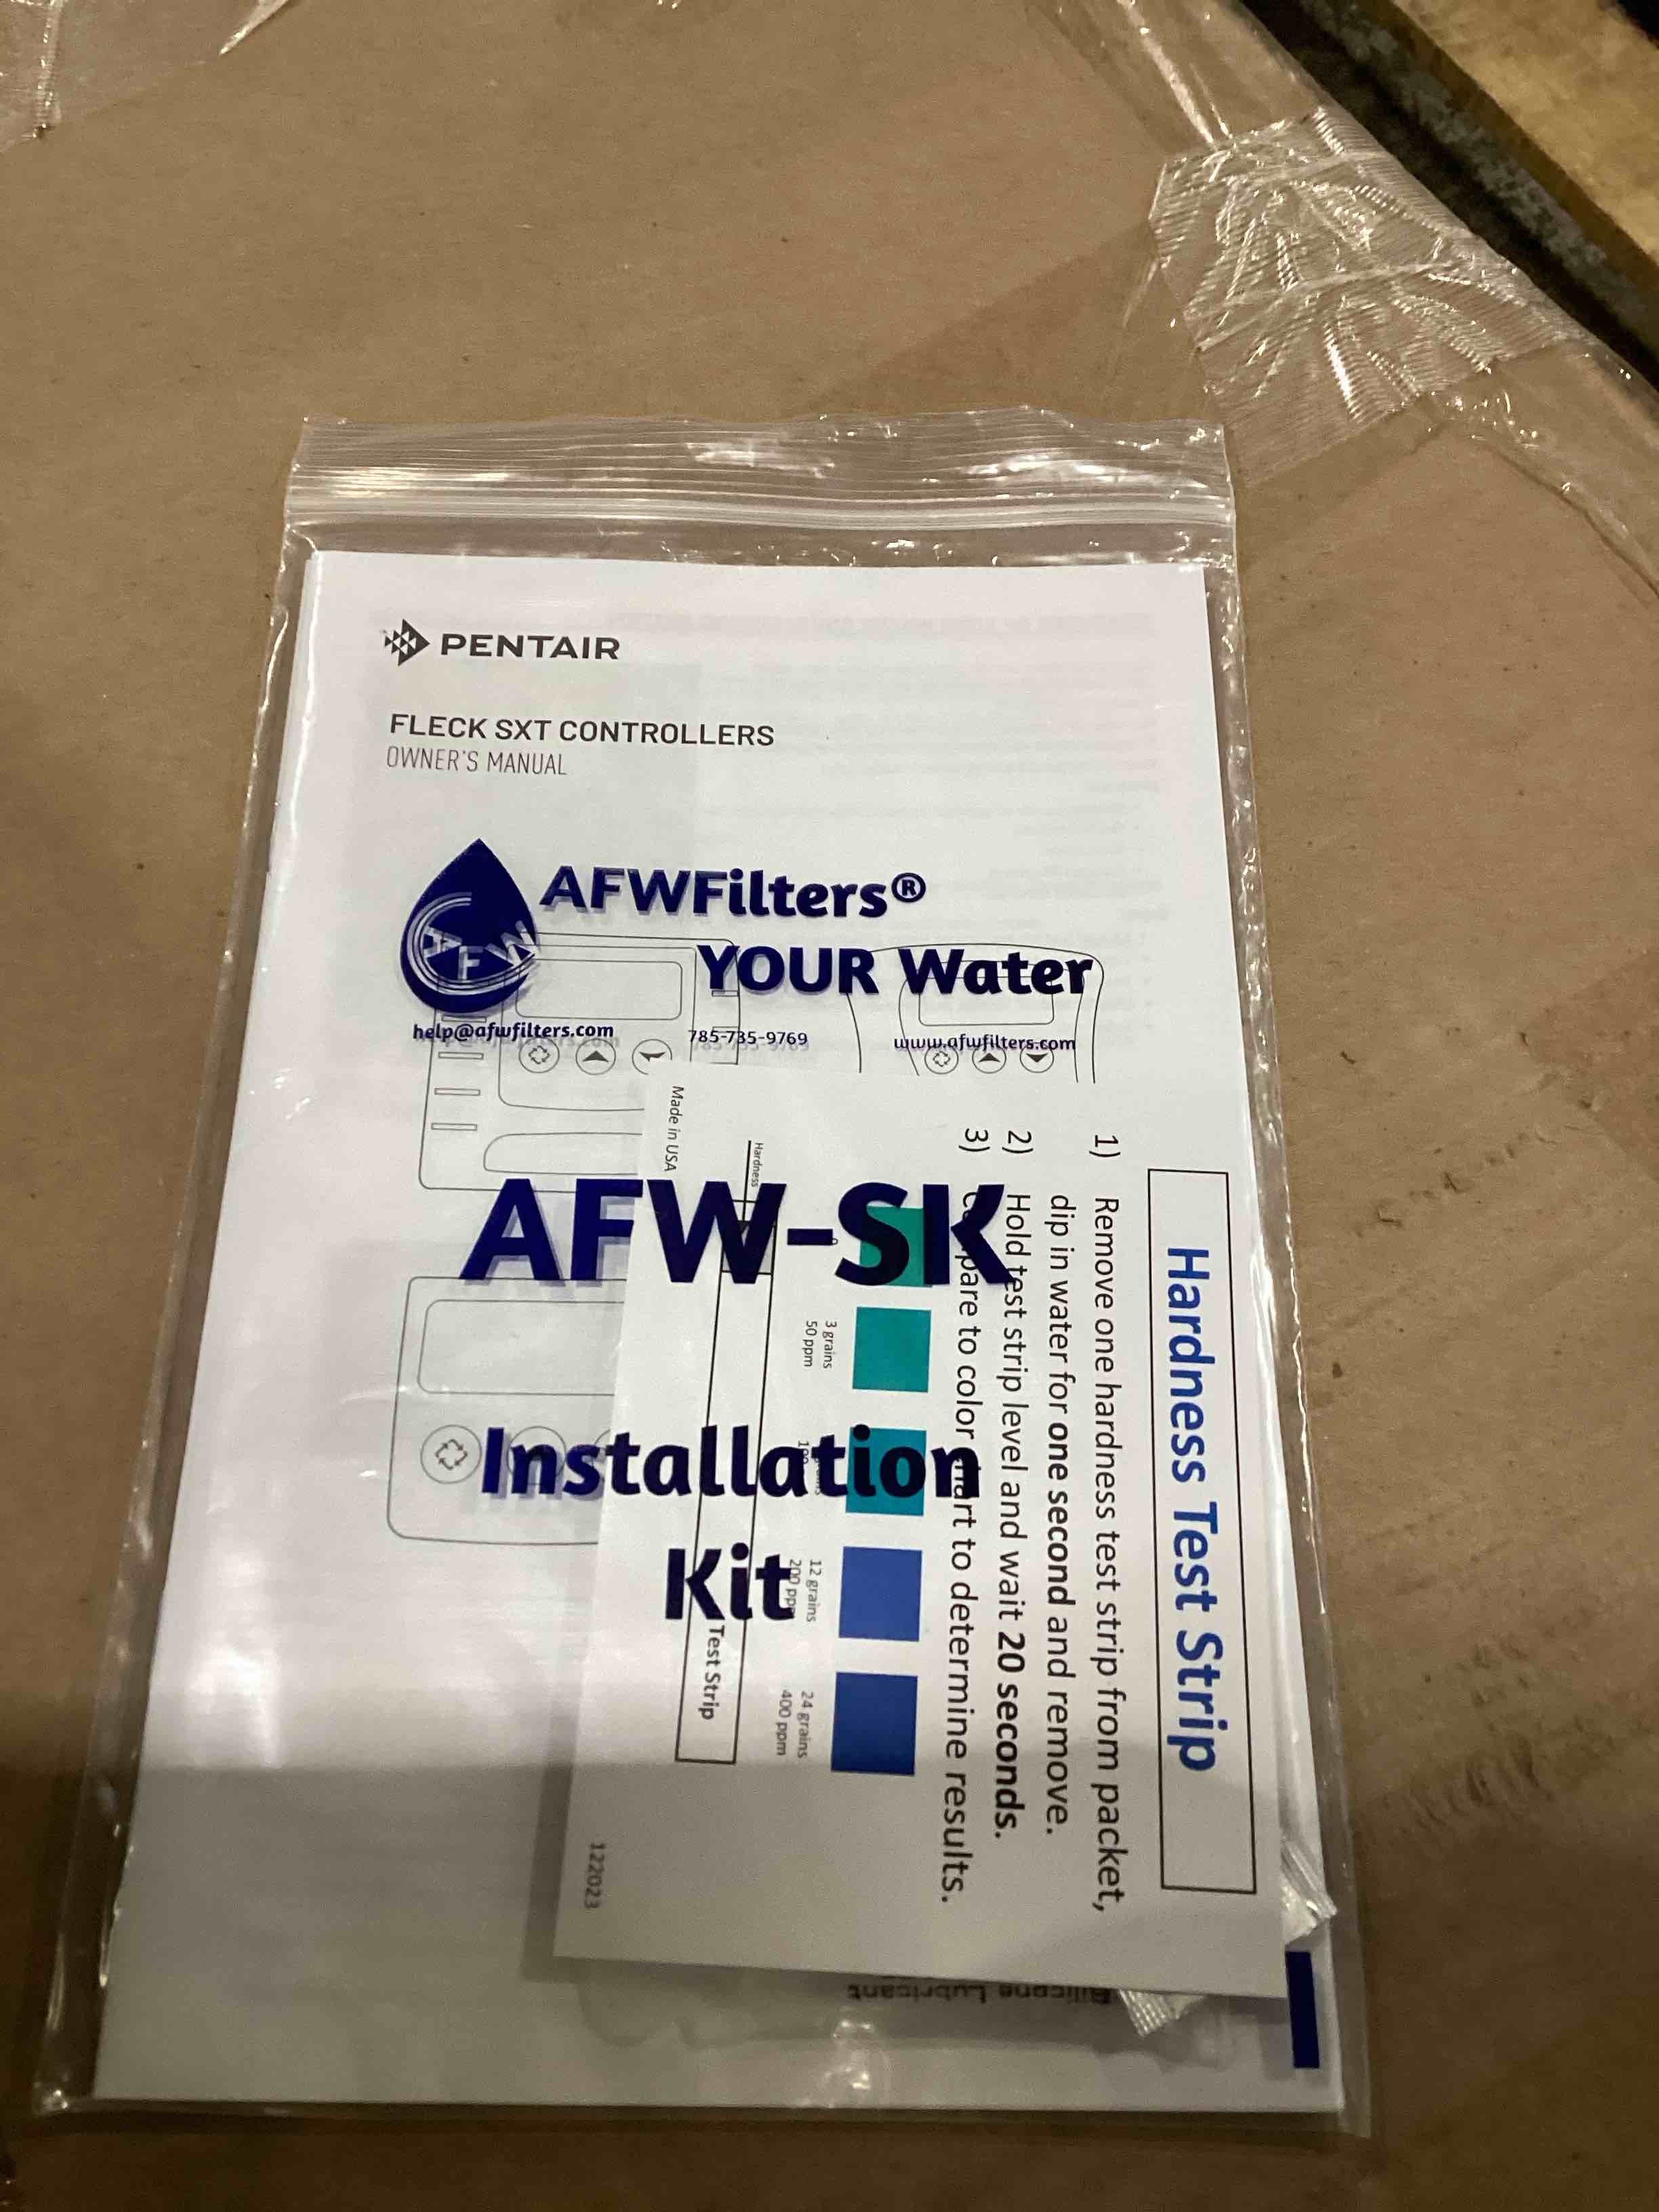 PENTAIR
FLECK SXT CONTROLLERS
OWNER'S MANUAL
AFWFilters®
YOUR Water
AFW
help@afwfilters.com 785-735-9769 www.afwfilters.com
AFW-SK
Installation
Kit
Hardness Test Strip
1) Remove one hardness test strip from packet,
dip in water for one second and remove.
2) Hold test strip level and wait 20 seconds.
3) Compare to color chart to determine results.
0
3 grains
50 ppm
12 grains
200 ppm
24 grains
400 ppm
Hardness
Test Strip
Made in USA
122023
Silicone Lubricant